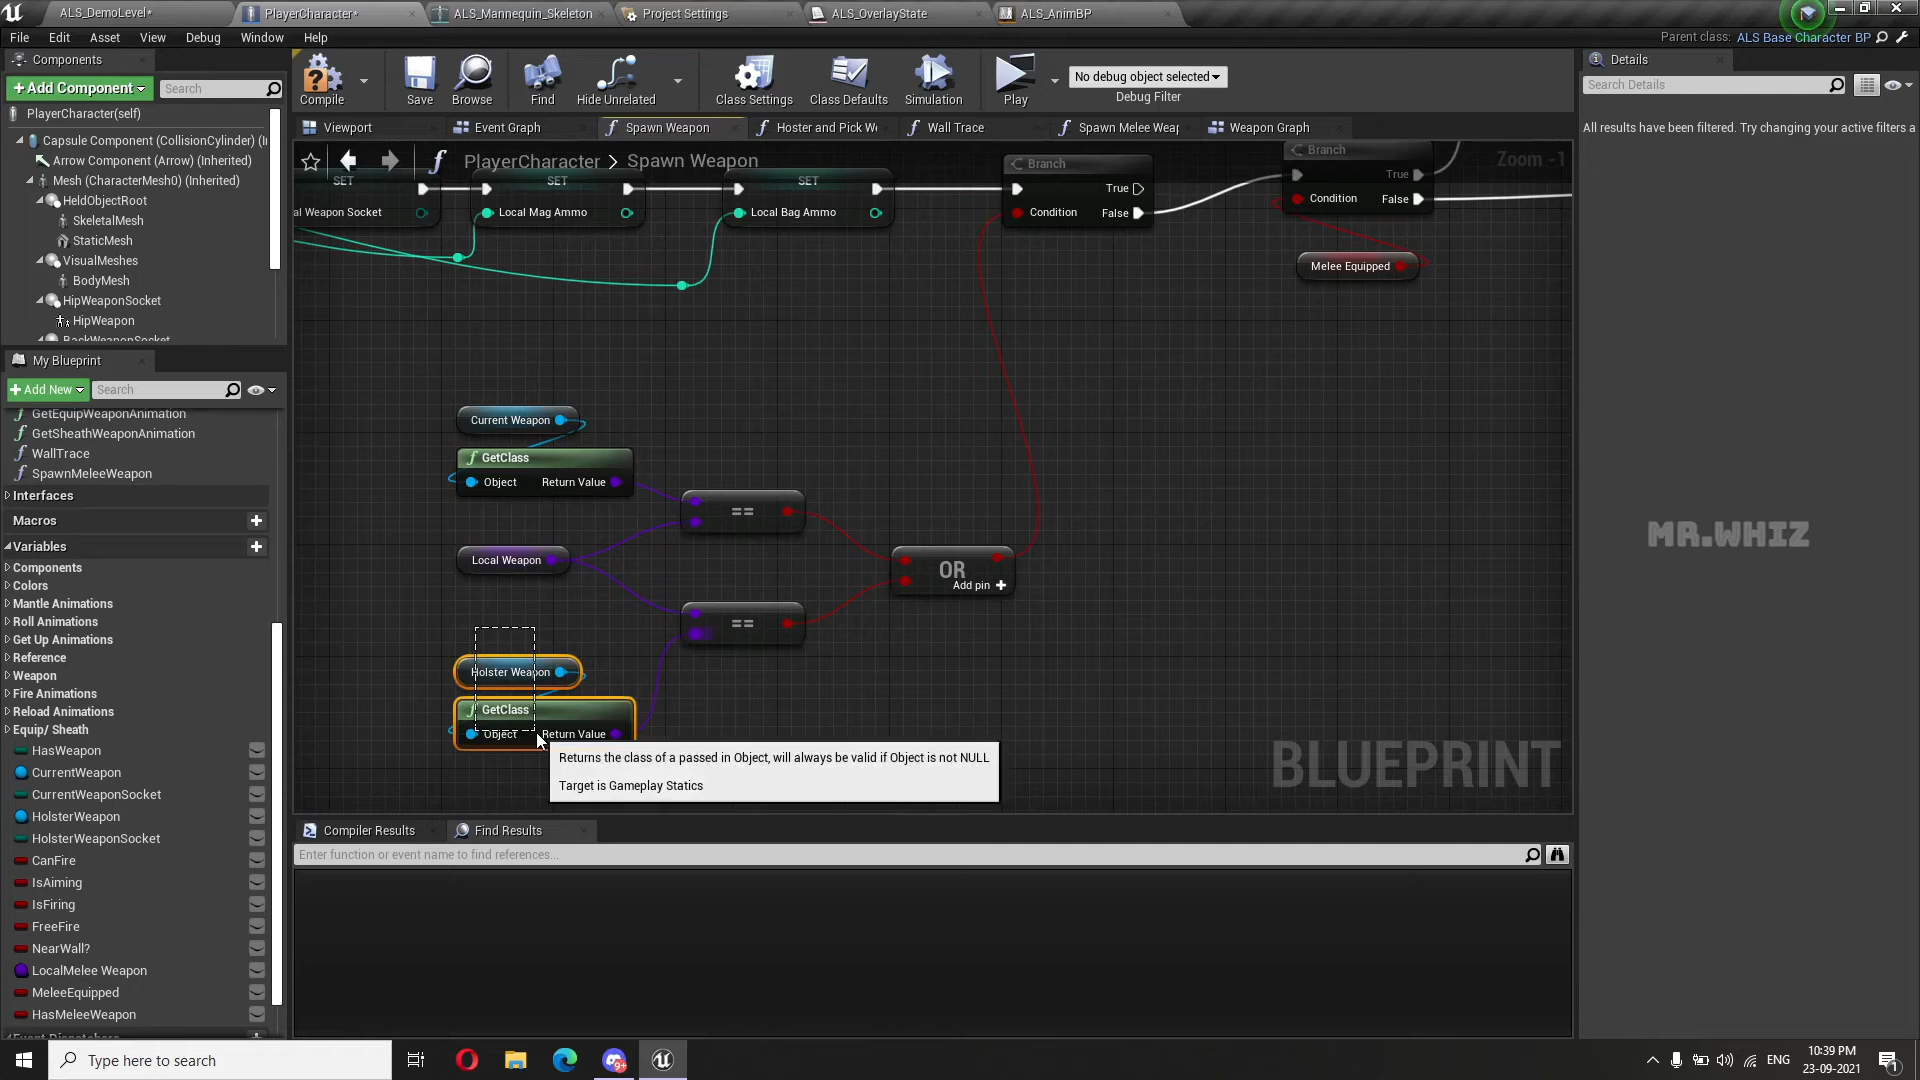 ALS_DemoLevel*
PlayerCharacter*
ALS_Mannequin_Skeleton
Project Settings
ALS_OverlayState
ALS_AnimBP
File Edit Asset View Debug Window Help
Parent class: ALS Base Character BP
Components
+ Add Component
Search
PlayerCharacter(self)
Capsule Component (CollisionCylinder) (I
Arrow Component (Arrow) (Inherited)
Mesh (CharacterMesh0) (Inherited)
HeldObjectRoot
SkeletalMesh
StaticMesh
VisualMeshes
BodyMesh
HipWeaponSocket
HipWeapon
BackWeaponSocket
Compile
Save
Browse
Find
Hide Unrelated
Class Settings
Class Defaults
Simulation
Play
No debug object selected
Debug Filter
Viewport
Event Graph
Spawn Weapon
Hoster and Pick We
Wall Trace
Spawn Melee Weap
Weapon Graph
PlayerCharacter > Spawn Weapon
Zoom -1
SET
al Weapon Socket
SET
Local Mag Ammo
SET
Local Bag Ammo
Branch
True
Condition
False
Branch
True
Condition
False
Melee Equipped
Current Weapon
GetClass
Object
Return Value
==
Local Weapon
OR
Add pin +
==
Holster Weapon
GetClass
Object
Return Value
Returns the class of a passed in Object, will always be valid if Object is not NULL
Target is Gameplay Statics
BLUEPRINT
My Blueprint
+ Add New
Search
GetEquipWeaponAnimation
GetSheathWeaponAnimation
WallTrace
SpawnMeleeWeapon
Interfaces
Macros
Variables
Components
Colors
Mantle Animations
Roll Animations
Get Up Animations
Reference
Weapon
Fire Animations
Reload Animations
Equip/ Sheath
HasWeapon
CurrentWeapon
CurrentWeaponSocket
HolsterWeapon
HolsterWeaponSocket
CanFire
IsAiming
IsFiring
FreeFire
NearWall?
LocalMelee Weapon
MeleeEquipped
HasMeleeWeapon
Event Dispatchers
Compiler Results
Find Results
Enter function or event name to find references...
Details
Search Details
All results have been filtered. Try changing your active filters a
MR.WHIZ
Type here to search
9+
ENG
10:39 PM
23-09-2021
1